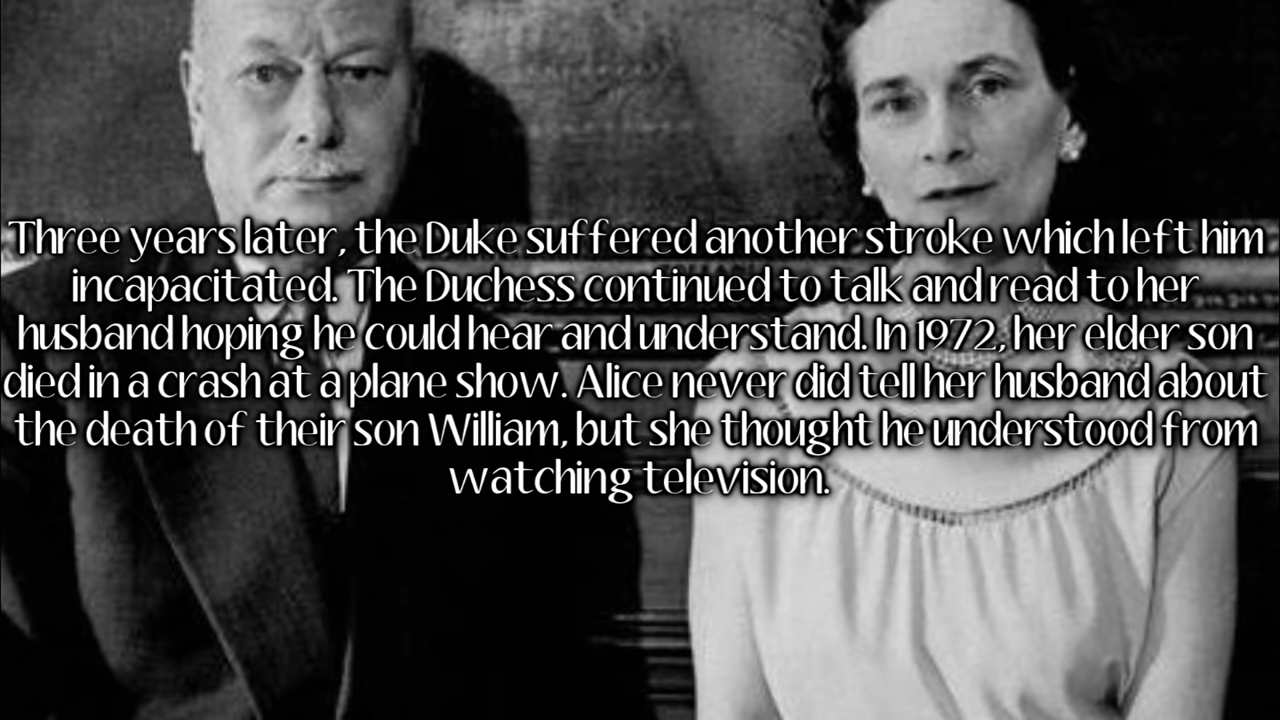 Three years later, the Duke suffered another stroke which left him
incapacitated. The Duchess continued to talk and read to her
husband hoping he could hear and understand. In 1972, her elder son
died in a crash at a plane show. Alice never did tell her husband about
the death of their son William, but she thought he understood from
watching television.